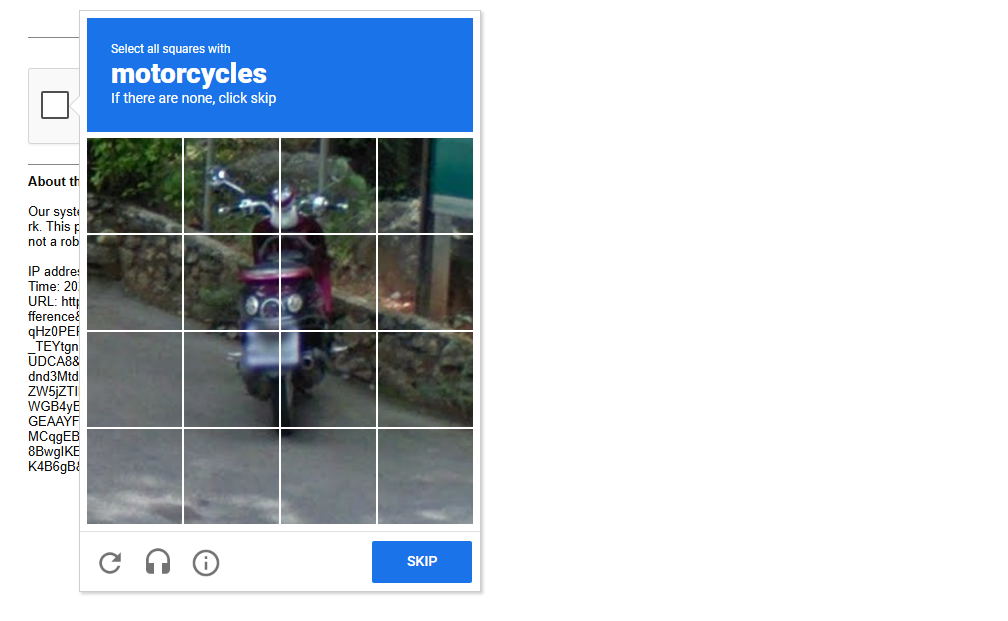 Select all squares with
motorcycles
If there are none, click skip
About th
Our syste
rk. This p
not a rob
IP addres
Time: 20
URL: http
fference&
qHz0PEF
_TEYtgn
UDCA8&
dnd3Mtd
ZW5jZTI
WGB4yE
GEAAYF
MCqgEB
8BwgIKE
K4B6gB&
SKIP